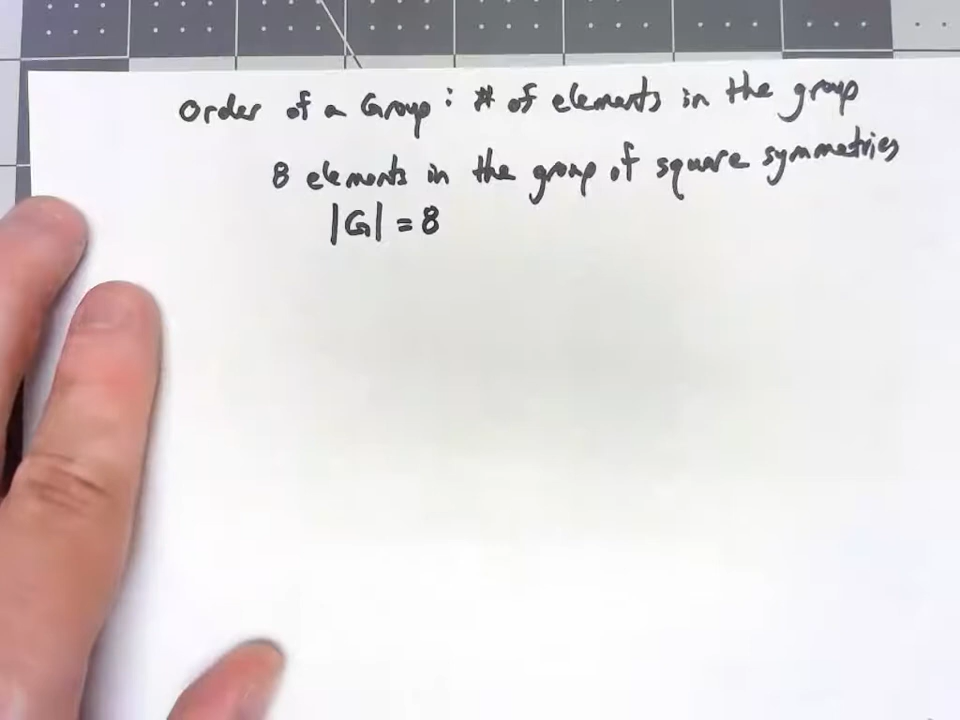 Order of a Group: # of elements in the group
8 elements in the group of square symmetries
|G| = 8